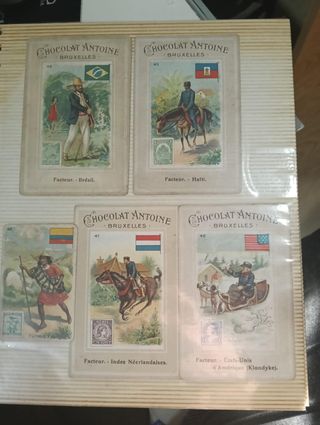 CHOCOLAT ANTOINE
BRUXELLES
Facteur. - Brésil.
CHOCOLAT ANTOINE
BRUXELLES
Facteur. - Haïti.
CHOCOLAT ANTOINE
BRUXELLES
Facteur. - Indes Néerlandaises.
CHOCOLAT ANTOINE
BRUXELLES
Facteur. - Etats-Unis
d'Amérique (Klondyke).